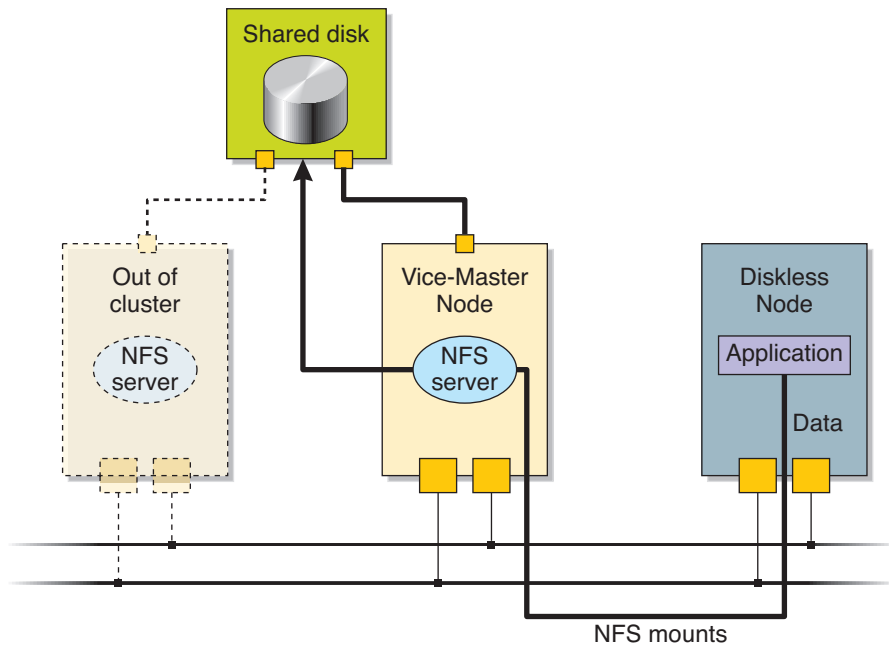 Shared disk
Out of
cluster
NFS
server
Vice-Master
Node
NFS
server
Diskless
Node
Application
Data
NFS mounts